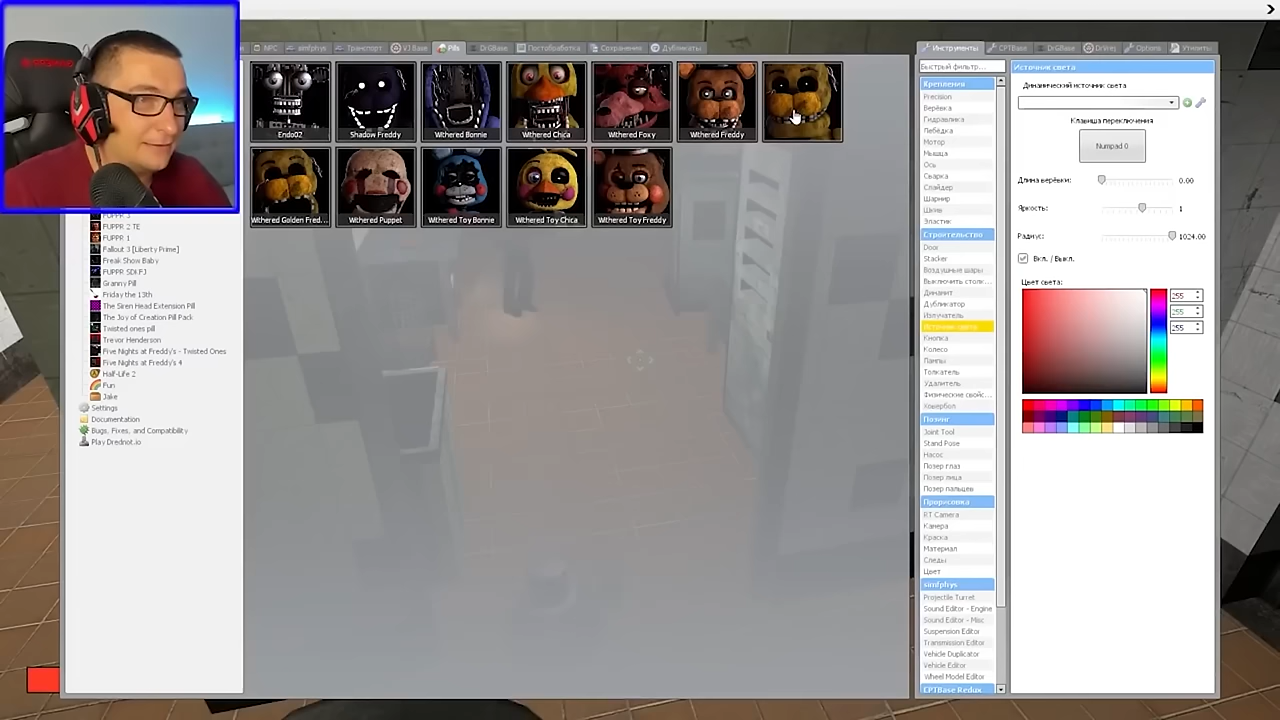 NPC
simfphys
Транспорт
VJ Base
Pills
DrGBase
Постобработка
Сохранения
Дубликаты
Endo02
Shadow Freddy
Withered Bonnie
Withered Chica
Withered Foxy
Withered Freddy
Wthered Golden Fred...
Withered Puppet
Withered Toy Bonnie
Withered Toy Chica
Withered Toy Freddy
FUPPR 3
FUPPR 2 TE
FUPPR 1
Fallout 3 [Liberty Prime]
Freak Show Baby
FUPPR SDI FJ
Granny Pill
Friday the 13th
The Siren Head Extension Pill
The Joy of Creation Pill Pack
Twisted ones pill
Trevor Henderson
Five Nights at Freddy's - Twisted Ones
Five Nights at Freddy's 4
Half-Life 2
Fun
Jake
Settings
Documentation
Bugs, Fixes, and Compatibility
Play Drednot.io
Инструменты
CPTBase
DrGBase
DrVrej
Options
Утилиты
Быстрый фильтр...
Крепления
Precision
Верёвка
Гидравлика
Лебёдка
Мотор
Мышца
Ось
Сварка
Слайдер
Шарнир
Шкив
Эластик
Строительство
Door
Stacker
Воздушные шары
Выключить столк...
Динамит
Дубликатор
Излучатель
Источник света
Кнопка
Колесо
Лампы
Толкатель
Удалитель
Физические свойс...
Ховербол
Позинг
Joint Tool
Stand Pose
Насос
Позер глаз
Позер лица
Позер пальцев
Прорисовка
RT Camera
Камера
Краска
Материал
Следы
Цвет
simfphys
Projectile Turret
Sound Editor - Engine
Sound Editor - Misc
Suspension Editor
Transmission Editor
Vehicle Duplicator
Vehicle Editor
Wheel Model Editor
CPTBase Redux
Источник света
Динамический источник света
Клавиша переключения
Numpad 0
Длина верёвки:
0.00
Яркость:
1
Радиус:
1024.00
Вкл. / Выкл.
Цвет света:
255
255
255